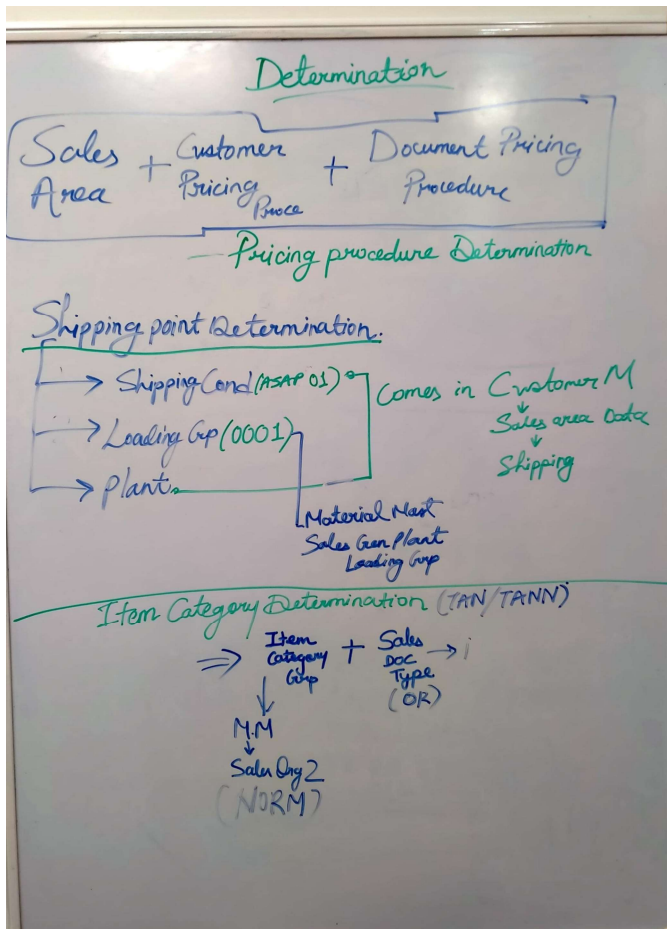 Determination
Sales Area + Customer Pricing Proce + Document Pricing Procedure
Pricing procedure Determination
Shipping point Determination.
Shipping Cond (ASAP 01)
Loading Grp (0001)
Plant
Comes in Customer M
Sales area Data
Shipping
Material Mast
Sales Gen Plant
Loading Grp
Item Category Determination (TAN/TANN)
⇒ Item Category Grp + Sales DOC Type (OR) → i
M.M
Sales Org 2
(NORM)